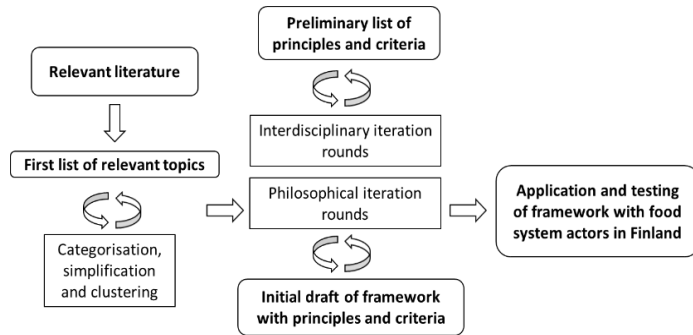 Relevant literature
First list of relevant topics
Categorisation,
simplification
and clustering
Preliminary list of
principles and criteria
Interdisciplinary iteration
rounds
Philosophical iteration
rounds
Initial draft of framework
with principles and criteria
Application and testing
of framework with food
system actors in Finland